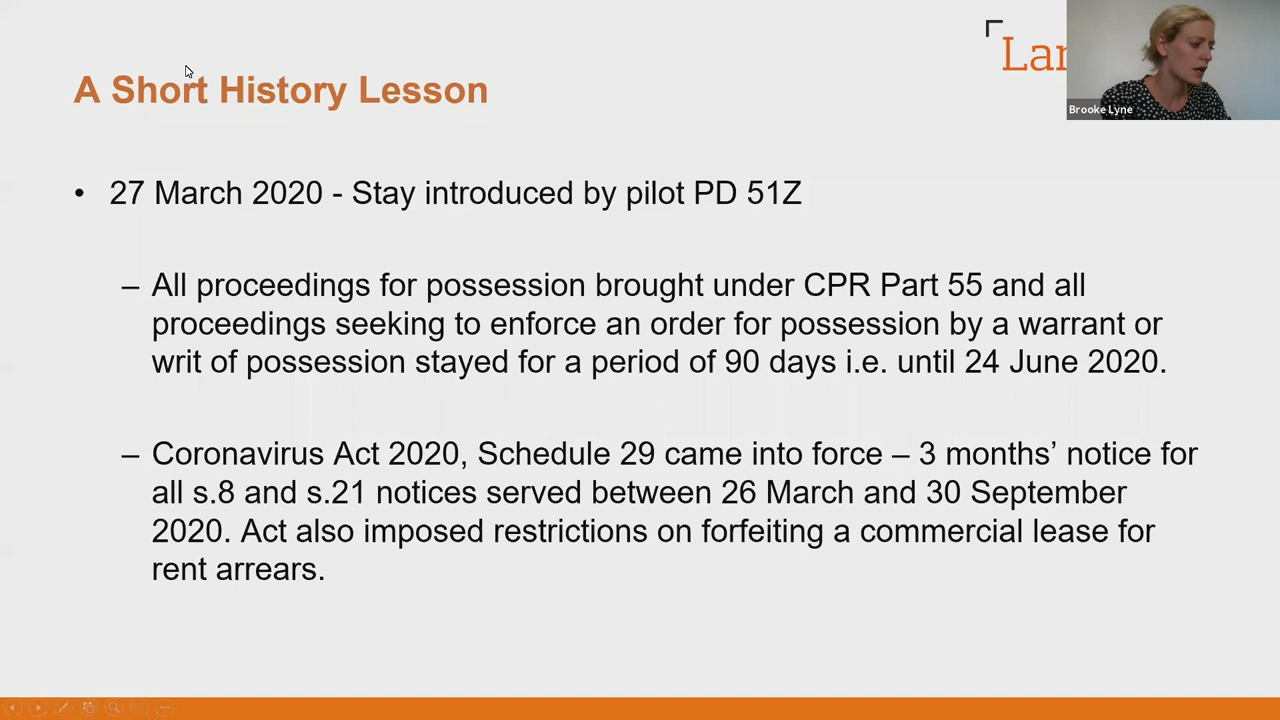 A Short History Lesson
Lan
Brooke Lyne
• 27 March 2020 - Stay introduced by pilot PD 51Z
– All proceedings for possession brought under CPR Part 55 and all
proceedings seeking to enforce an order for possession by a warrant or
writ of possession stayed for a period of 90 days i.e. until 24 June 2020.
– Coronavirus Act 2020, Schedule 29 came into force – 3 months’ notice for
all s.8 and s.21 notices served between 26 March and 30 September
2020. Act also imposed restrictions on forfeiting a commercial lease for
rent arrears.